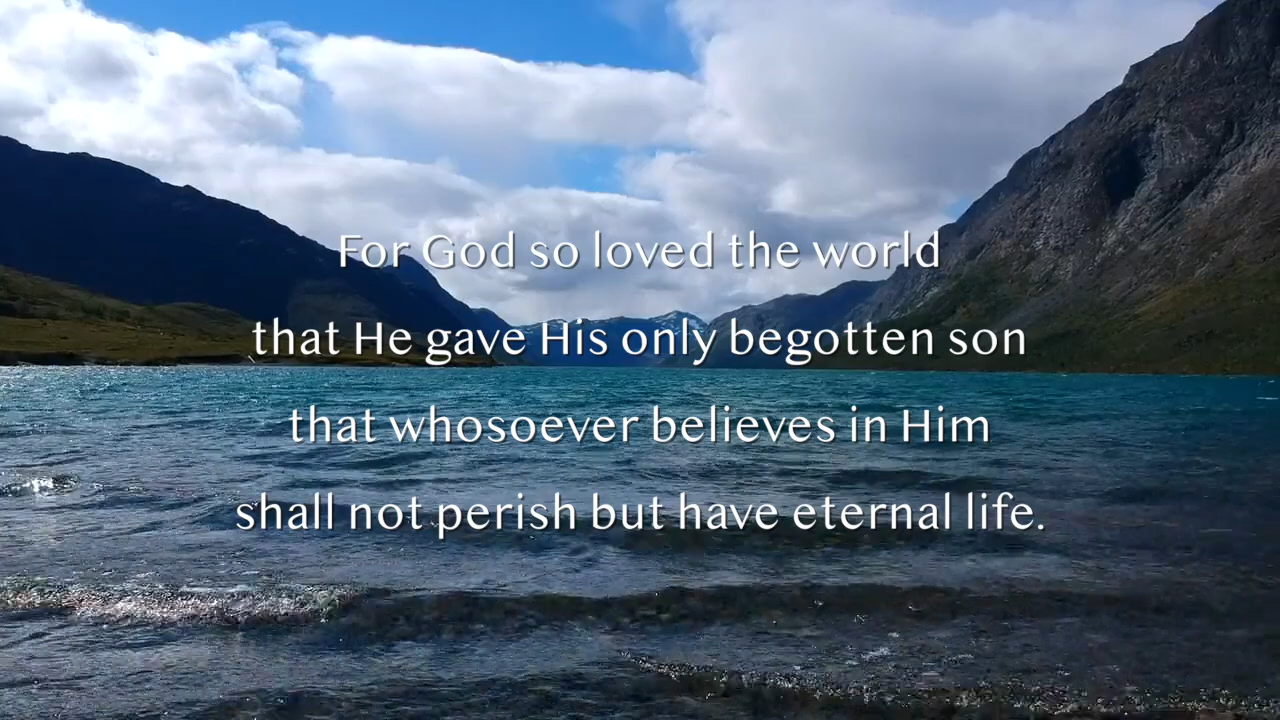 For God so loved the world
that He gave His only begotten son
that whosoever believes in Him
shall not perish but have eternal life.